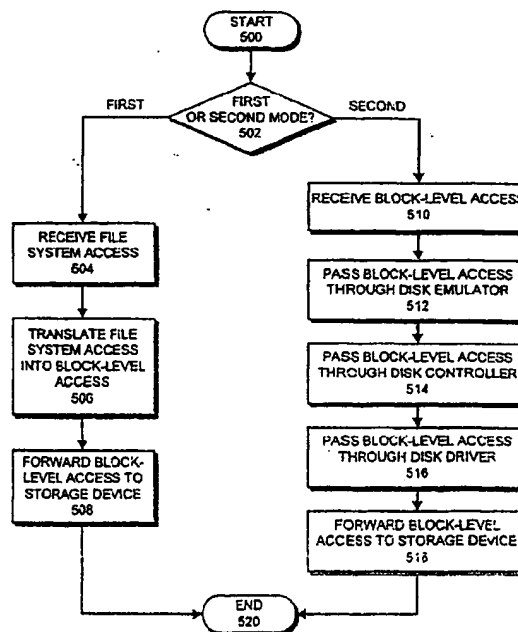 START
500
FIRST
FIRST
OR SECOND MODE?
502
SECOND
RECEIVE FILE
SYSTEM ACCESS
504
TRANSLATE FILE
SYSTEM ACCESS
INTO BLOCK-LEVEL
ACCESS
506
FORWARD BLOCK-
LEVEL ACCESS TO
STORAGE DEVICE
508
RECEIVE BLOCK-LEVEL ACCESS
510
PASS BLOCK-LEVEL ACCESS
THROUGH DISK EMULATOR
512
PASS BLOCK-LEVEL ACCESS
THROUGH DISK CONTROLLER
514
PASS BLOCK-LEVEL ACCESS
THROUGH DISK DRIVER
516
FORWARD BLOCK-LEVEL
ACCESS TO STORAGE DEVICE
518
END
520